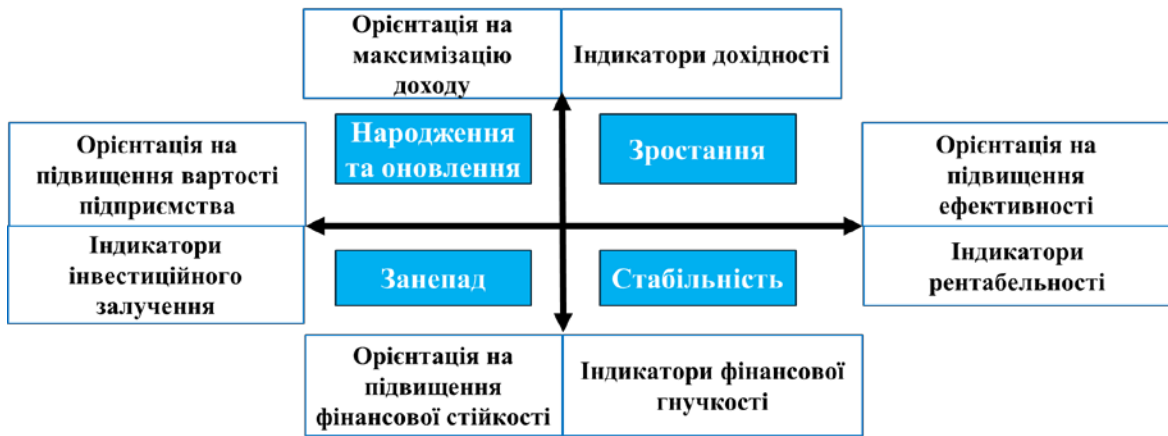 Орієнтація на
максимізацію
доходу
Індикатори дохідності
Народження
та оновлення
Зростання
Орієнтація на
підвищення вартості
підприємства
Орієнтація на
підвищення
ефективності
Індикатори
інвестиційного
залучення
Занепад
Стабільність
Індикатори
рентабельності
Орієнтація на
підвищення
фінансової стійкості
Індикатори фінансової
гнучкості